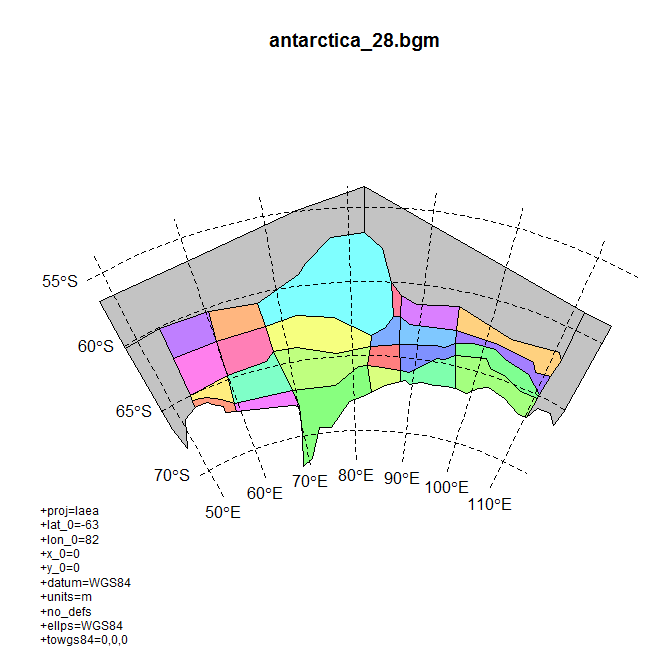 antarctica_28.bgm
55°S
60°S
65°S
70°S
50°E
60°E
70°E
80°E
90°E
100°E
110°E
+proj=laea
+lat_0=-63
+lon_0=82
+x_0=0
+y_0=0
+datum=WGS84
+units=m
+no_defs
+ellps=WGS84
+towgs84=0,0,0